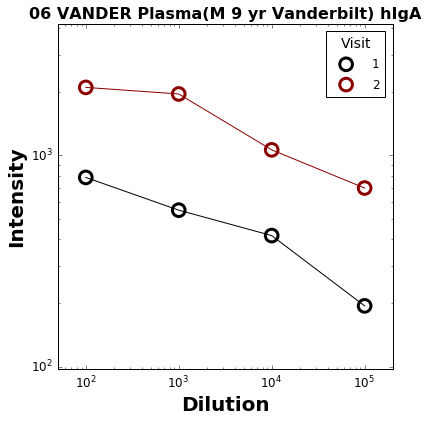 06 VANDER Plasma(M 9 yr Vanderbilt) hIgA
Visit
1
2
Intensity
10³
10²
10² 10³ 10⁴ 10⁵
Dilution